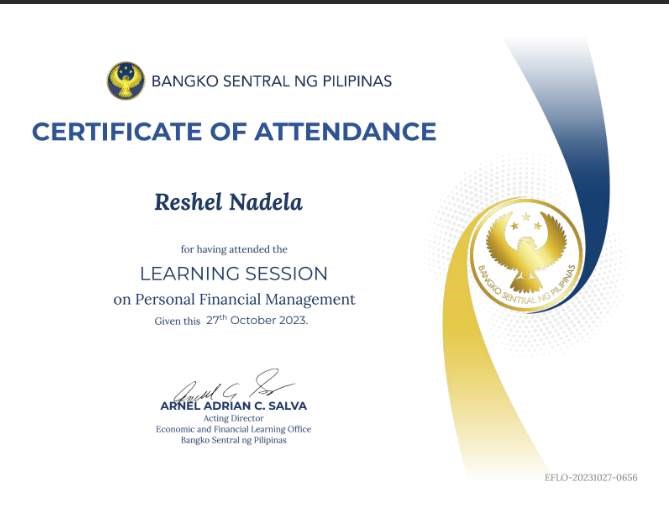 BANGKO SENTRAL NG PILIPINAS
CERTIFICATE OF ATTENDANCE
Reshel Nadela
for having attended the
LEARNING SESSION
on Personal Financial Management
Given this 27th October 2023.
ARNEL ADRIAN C. SALVA
Acting Director
Economic and Financial Learning Office
Bangko Sentral ng Pilipinas
BANGKO SENTRAL NG PILIPINAS
EFLO-20231027-0656